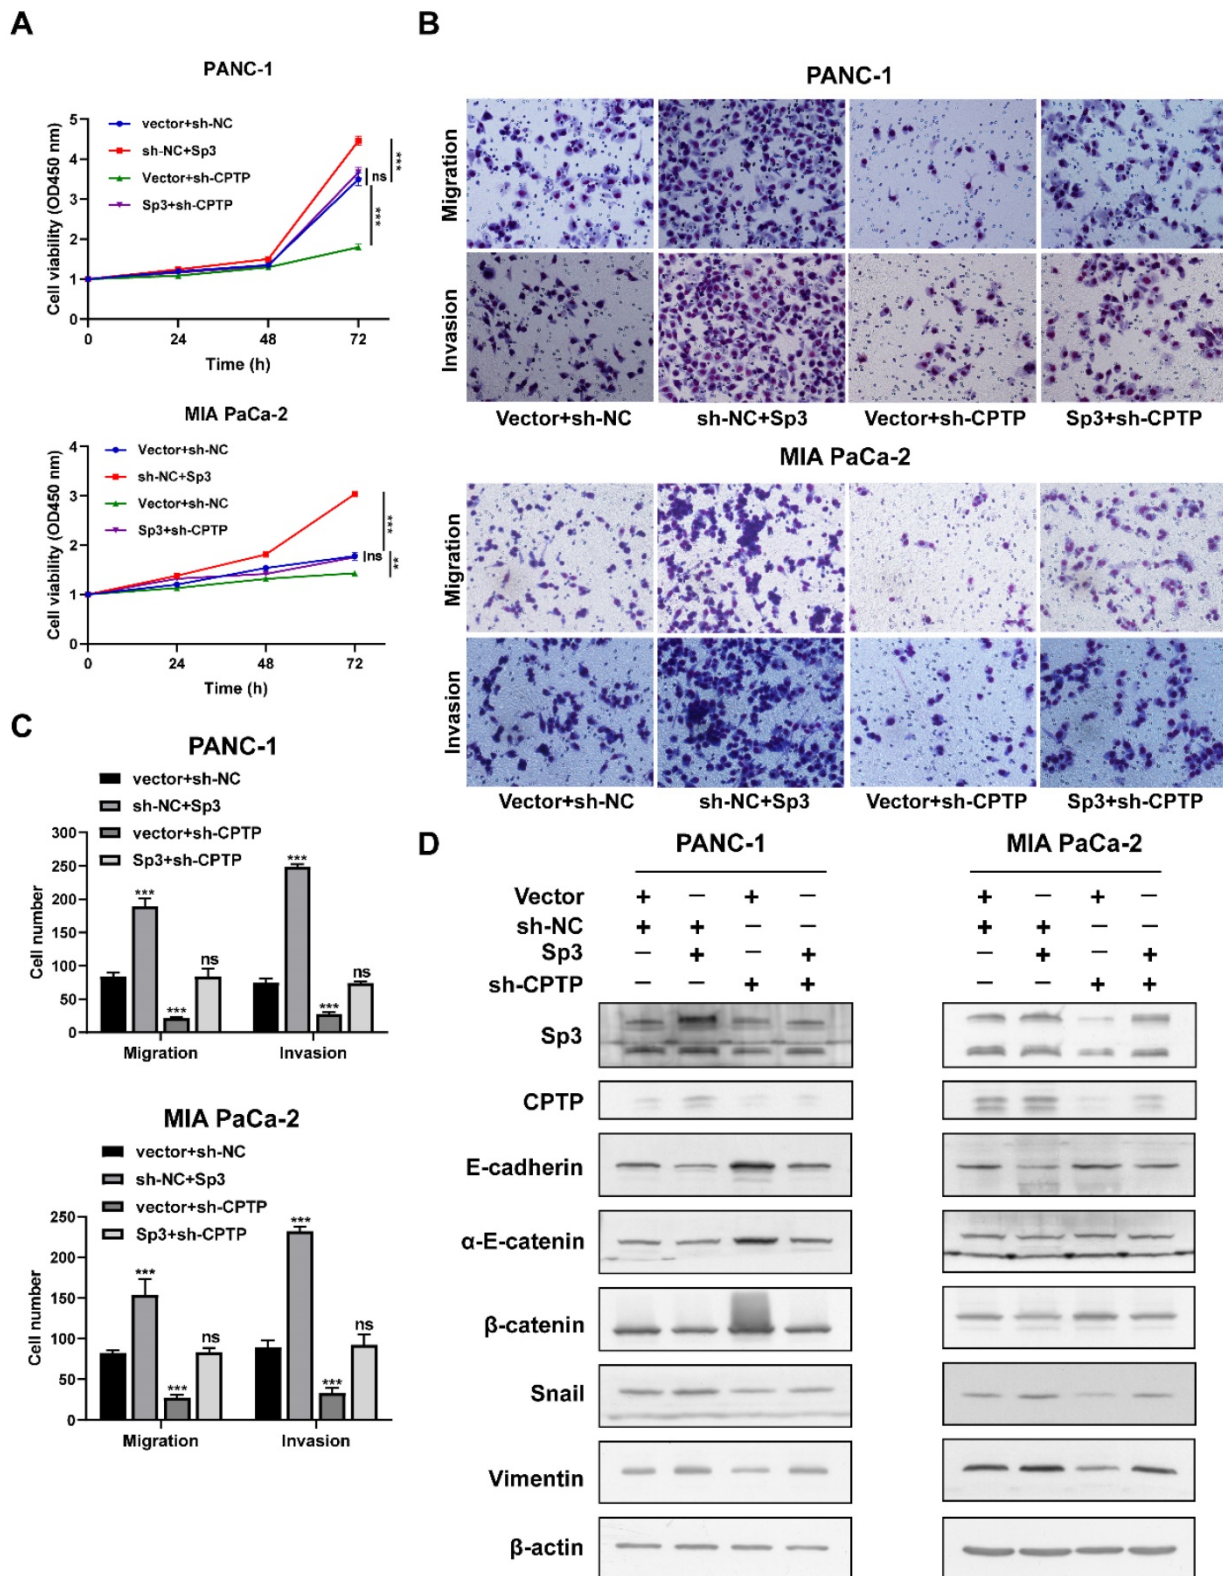 A
PANC-1
vector+sh-NC
sh-NC+Sp3
Vector+sh-CPTP
Sp3+sh-CPTP
Cell viability (OD450 nm)
5
4
3
2
1
0
0 24 48 72
Time (h)
***
ns
***
MIA PaCa-2
Vector+sh-NC
sh-NC+Sp3
Vector+sh-NC
Sp3+sh-CPTP
Cell viability (OD450 nm)
4
3
2
1
0
0 24 48 72
Time (h)
***
ns
**
B
PANC-1
Migration
Invasion
Vector+sh-NC sh-NC+Sp3 Vector+sh-CPTP Sp3+sh-CPTP
MIA PaCa-2
Migration
Invasion
Vector+sh-NC sh-NC+Sp3 Vector+sh-CPTP Sp3+sh-CPTP
C
PANC-1
vector+sh-NC
sh-NC+Sp3
vector+sh-CPTP
Sp3+sh-CPTP
Cell number
300
250
200
150
100
50
0
*** *** ns *** *** ns
Migration Invasion
MIA PaCa-2
vector+sh-NC
sh-NC+Sp3
vector+sh-CPTP
Sp3+sh-CPTP
Cell number
250
200
150
100
50
0
*** *** ns *** *** ns
Migration Invasion
D
PANC-1 MIA PaCa-2
Vector + − + − + − + −
sh-NC + + − − + + − −
Sp3 − + − + − + − +
sh-CPTP − − + + − − + +
Sp3
CPTP
E-cadherin
α-E-catenin
β-catenin
Snail
Vimentin
β-actin